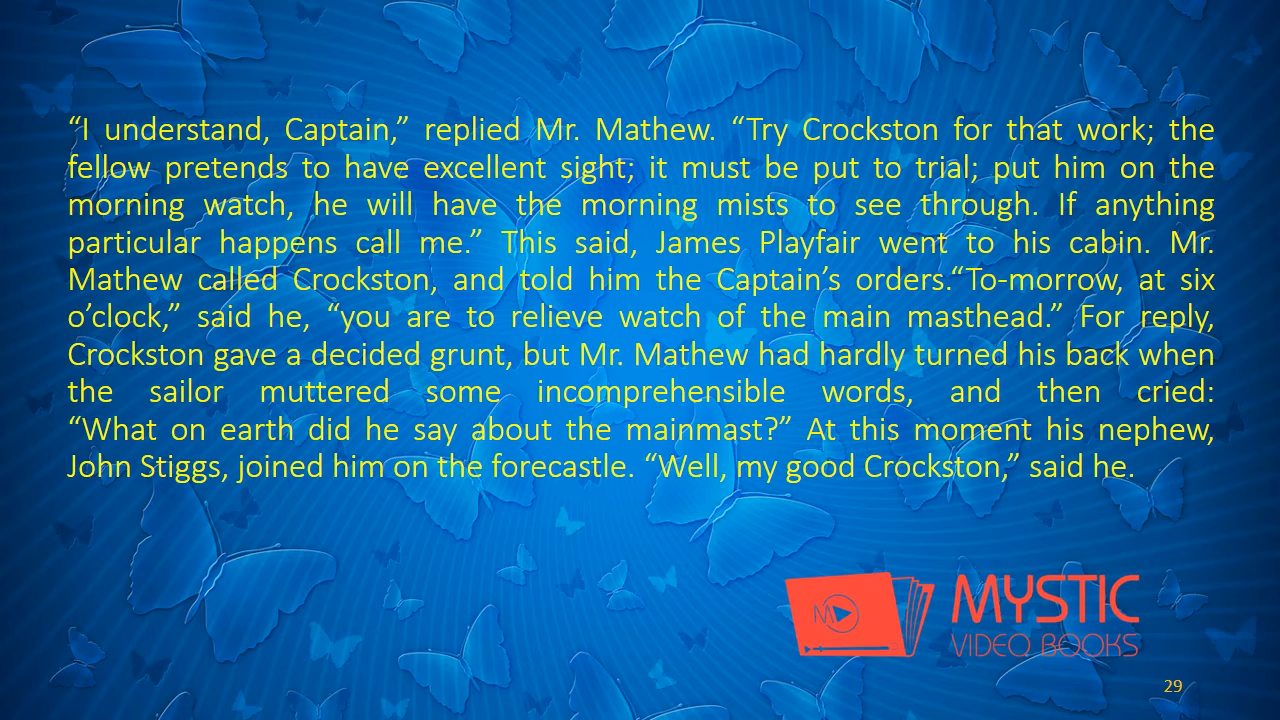 “I understand, Captain,” replied Mr. Mathew. “Try Crockston for that work; the
fellow pretends to have excellent sight; it must be put to trial; put him on the
morning watch, he will have the morning mists to see through. If anything
particular happens call me.” This said, James Playfair went to his cabin. Mr.
Mathew called Crockston, and told him the Captain’s orders.“To-morrow, at six
o’clock,” said he, “you are to relieve watch of the main masthead.” For reply,
Crockston gave a decided grunt, but Mr. Mathew had hardly turned his back when
the sailor muttered some incomprehensible words, and then cried:
“What on earth did he say about the mainmast?” At this moment his nephew,
John Stiggs, joined him on the forecastle. “Well, my good Crockston,” said he.
M
MYSTIC
VIDEO BOOKS
29